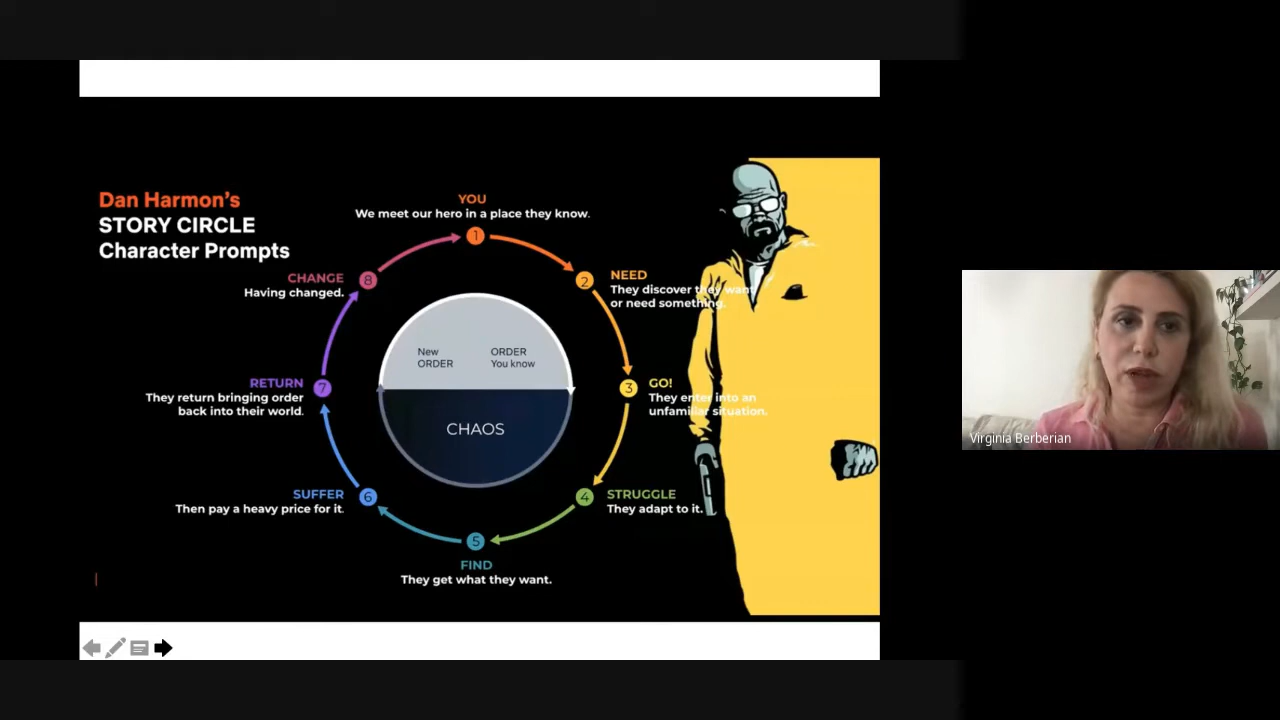 Dan Harmon's
STORY CIRCLE
Character Prompts
YOU
We meet our hero in a place they know.
1
2
NEED
They discover they want
or need something.
3
GO!
They enter into an
unfamiliar situation.
4
STRUGGLE
They adapt to it.
5
FIND
They get what they want.
6
SUFFER
Then pay a heavy price for it.
7
RETURN
They return bringing order
back into their world.
8
CHANGE
Having changed.
New
ORDER
ORDER
You know
CHAOS
Virginia Berberian